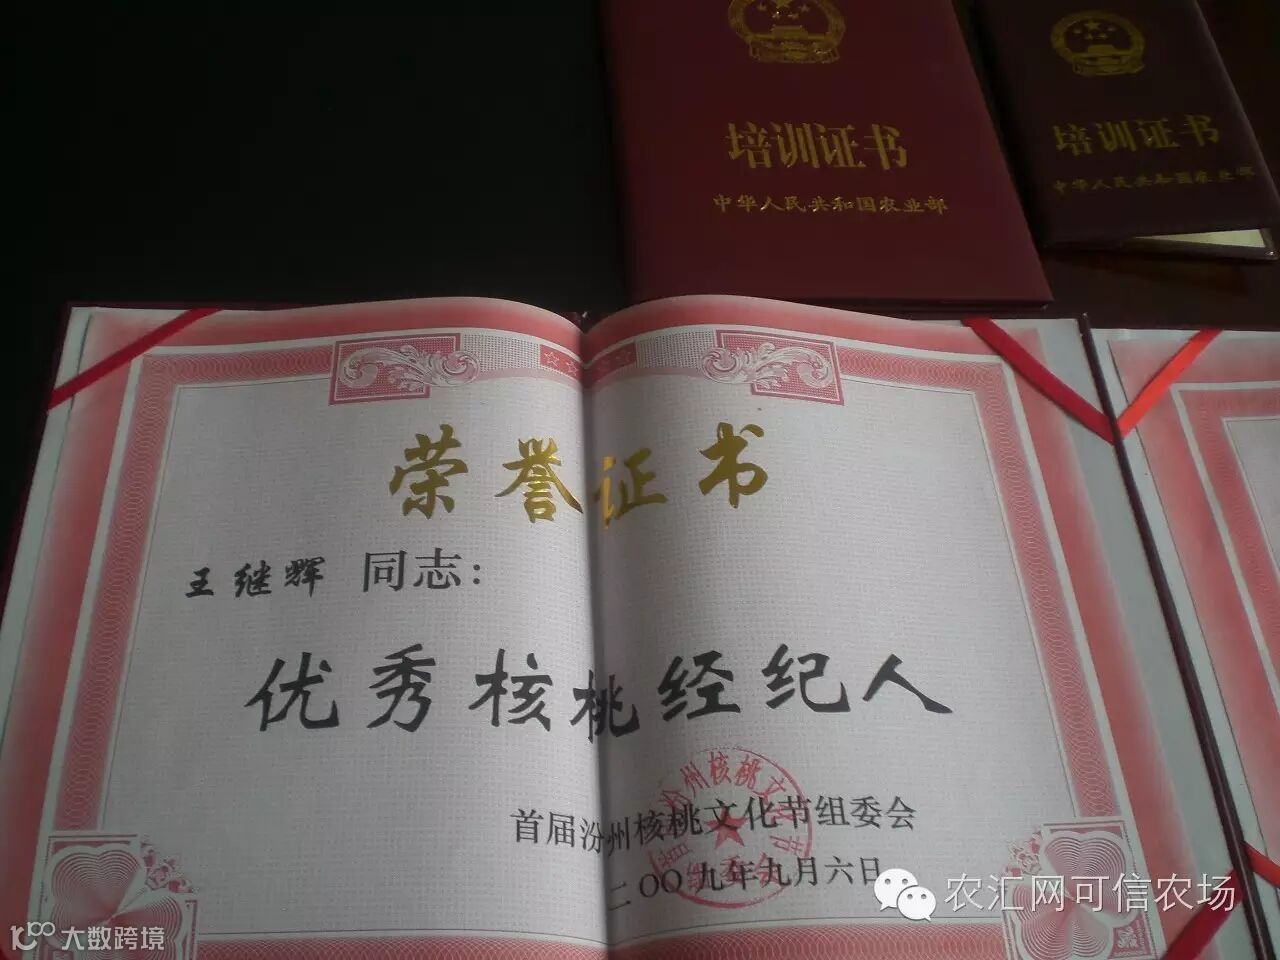 培训证书
中华人民共和国农业部
培训证书
中华人民共和国农业部
荣誉证书
王继辉 同志:
优秀核桃经纪人
首届汾州核桃文化节组委会
二〇〇九年九月六日
农汇网可信农场
大数跨境